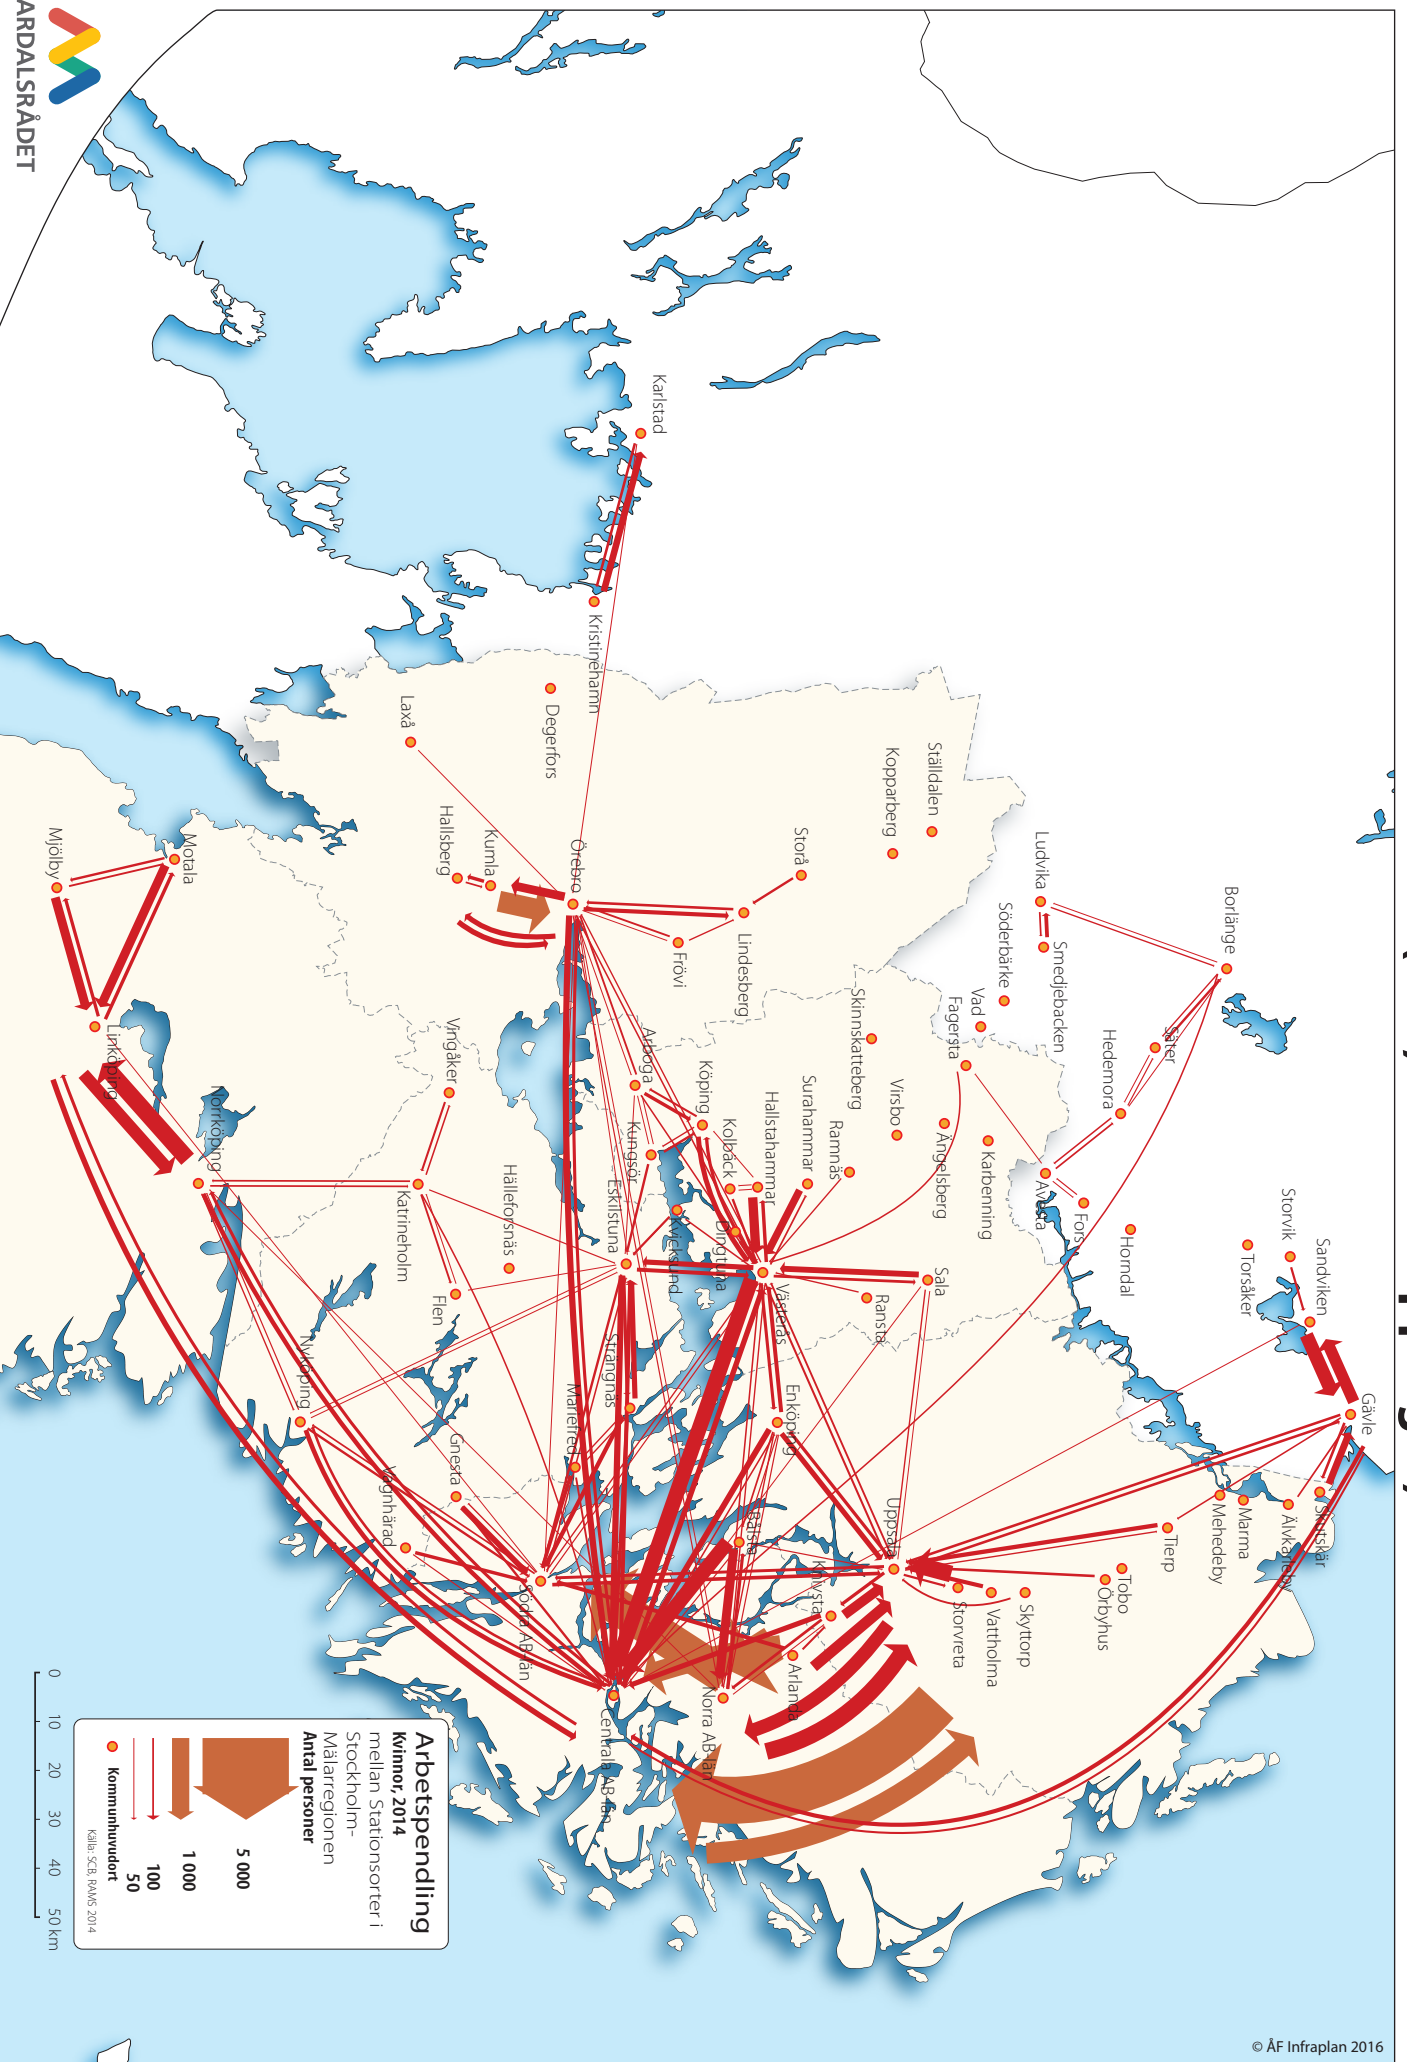 ARDALSRÅDET
Karlstad
Kristinehamn
Degerfors
Laxå
Ställdalen
Kopparberg
Storå
Hallsberg
Kumla
Örebro
Lindesberg
Frövi
Ludvika
Smedjebacken
Söderbärke
Vad
Fagersta
Borlänge
Säter
Hedemora
Avesta
Fors
Horndal
Torsåker
Storvik
Sandviken
Gävle
Motala
Mjölby
Linköping
Norrköping
Vingåker
Katrineholm
Flen
Hälleforsnäs
Arboga
Köping
Kungsör
Kolbäck
Hallstahammar
Surahammar
Ramnäs
Skinnskatteberg
Virsbo
Ängelsberg
Karbenning
Eskilstuna
Kvicksund
Dingtuna
Västerås
Ransta
Sala
Strängnäs
Mariefred
Enköping
Nyköping
Gnesta
Vagnhärad
Bålsta
Knivsta
Uppsala
Storvreta
Vattholma
Skyttorp
Örbyhus
Tobo
Tierp
Mehedeby
Marma
Älvkarleby
Skutskär
Arlanda
Norra AB-län
Centrala AB-län
Södra AB-län
Arbetspendling
Kvinnor, 2014
mellan Stationsorter i
Stockholm-
Mälarregionen
Antal personer
5 000
1 000
100
50
Kommunhuvudort
Källa: SCB, RAMS 2014
0 10 20 30 40 50 km
© ÅF Infraplan 2016